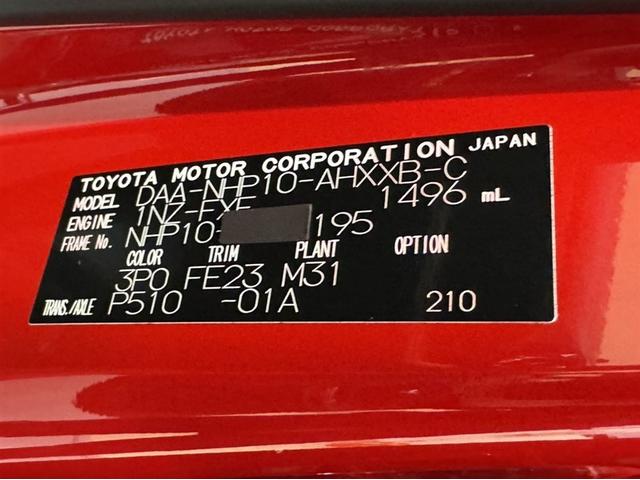 TOYOTA MOTOR CORPORATION JAPAN
MODEL DAA-NHP10-AHXXB-C
ENGINE 1NZ-FXE 1496 mL
FRAME No. NHP10- 195
COLOR TRIM PLANT OPTION
3P0 FE23 M31
TRANS./AXLE P510 -01A 210